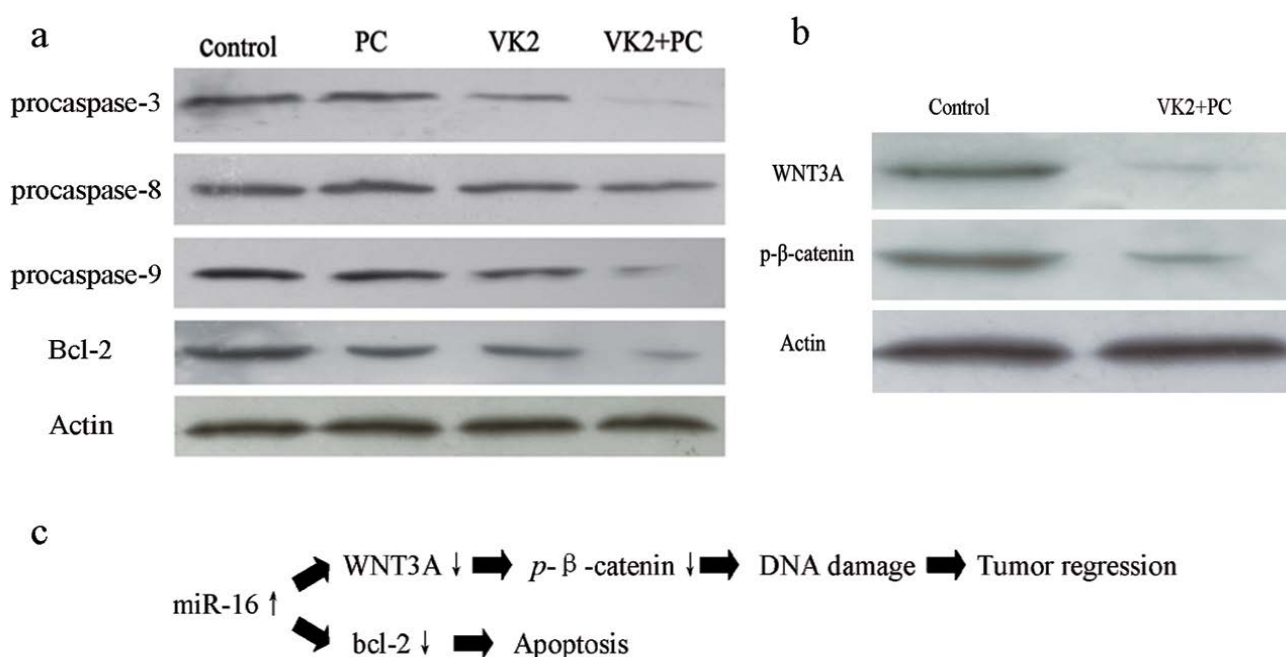 a
Control PC VK2 VK2+PC
procaspase-3
procaspase-8
procaspase-9
Bcl-2
Actin
b
Control VK2+PC
WNT3A
p-β-catenin
Actin
c
WNT3A ↓ p-β-catenin ↓ DNA damage Tumor regression
miR-16 ↑
bcl-2 ↓ Apoptosis